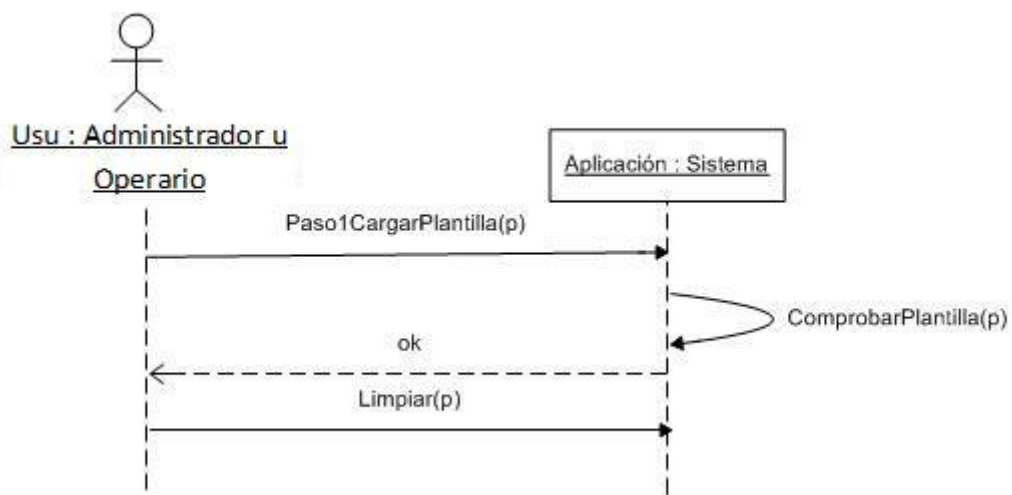 Usu : Administrador u
Operario
Aplicación : Sistema
Paso1CargarPlantilla(p)
ComprobarPlantilla(p)
ok
Limpiar(p)